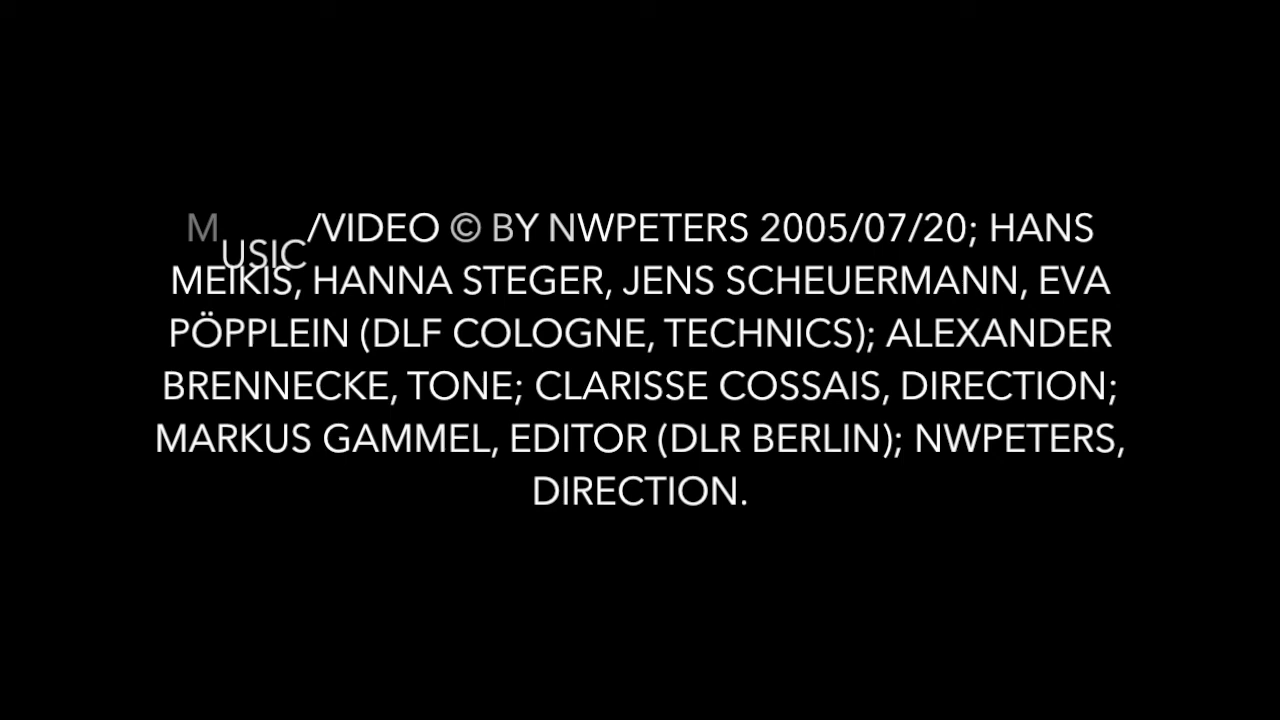 MUSIC/VIDEO © BY NWPETERS 2005/07/20; HANS
MEIKIS, HANNA STEGER, JENS SCHEUERMANN, EVA
PÖPPLEIN (DLF COLOGNE, TECHNICS); ALEXANDER
BRENNECKE, TONE; CLARISSE COSSAIS, DIRECTION;
MARKUS GAMMEL, EDITOR (DLR BERLIN); NWPETERS,
DIRECTION.